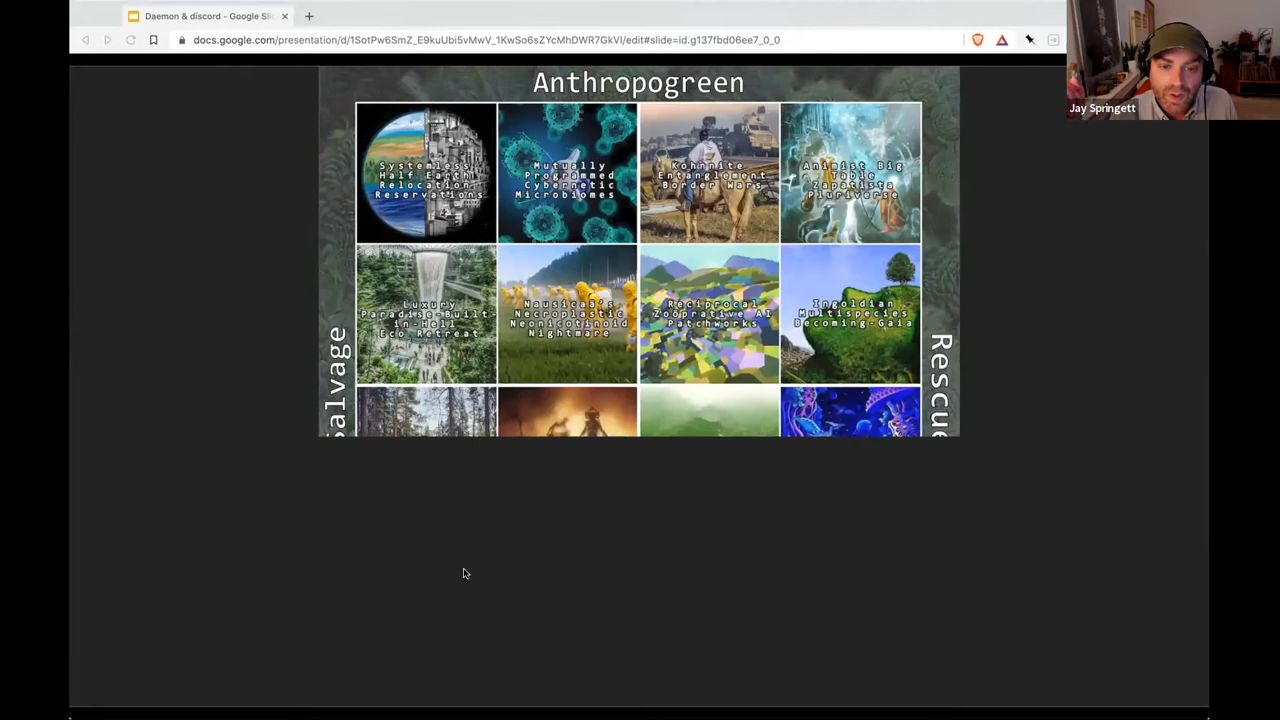 Daemon & discord - Google Sli
docs.google.com/presentation/d/1SotPw6SmZ_E9kuUbi5vMwV_1KwSo6sZYcMhDWR7GkVI/edit#slide=id.g137fbd06ee7_0_0
Jay Springett
Anthropogreen
Systemless
Half Earth
Relocation
Reservations
Mutually
Programmed
Cybernetic
Microbiomes
Kohnnite
Entanglement
Border Wars
Animist Big
Table
Zapatista
Pluriverse
Luxury
Paradise-Built-
in-Hell
Eco Retreat
Nausicaä's
Necroplastic
Neonicotinoid
Nightmare
Reciprocal
Zooprative AI
Patchworks
Ingoldian
Multispecies
Becoming-Gaia
Salvage
Rescue